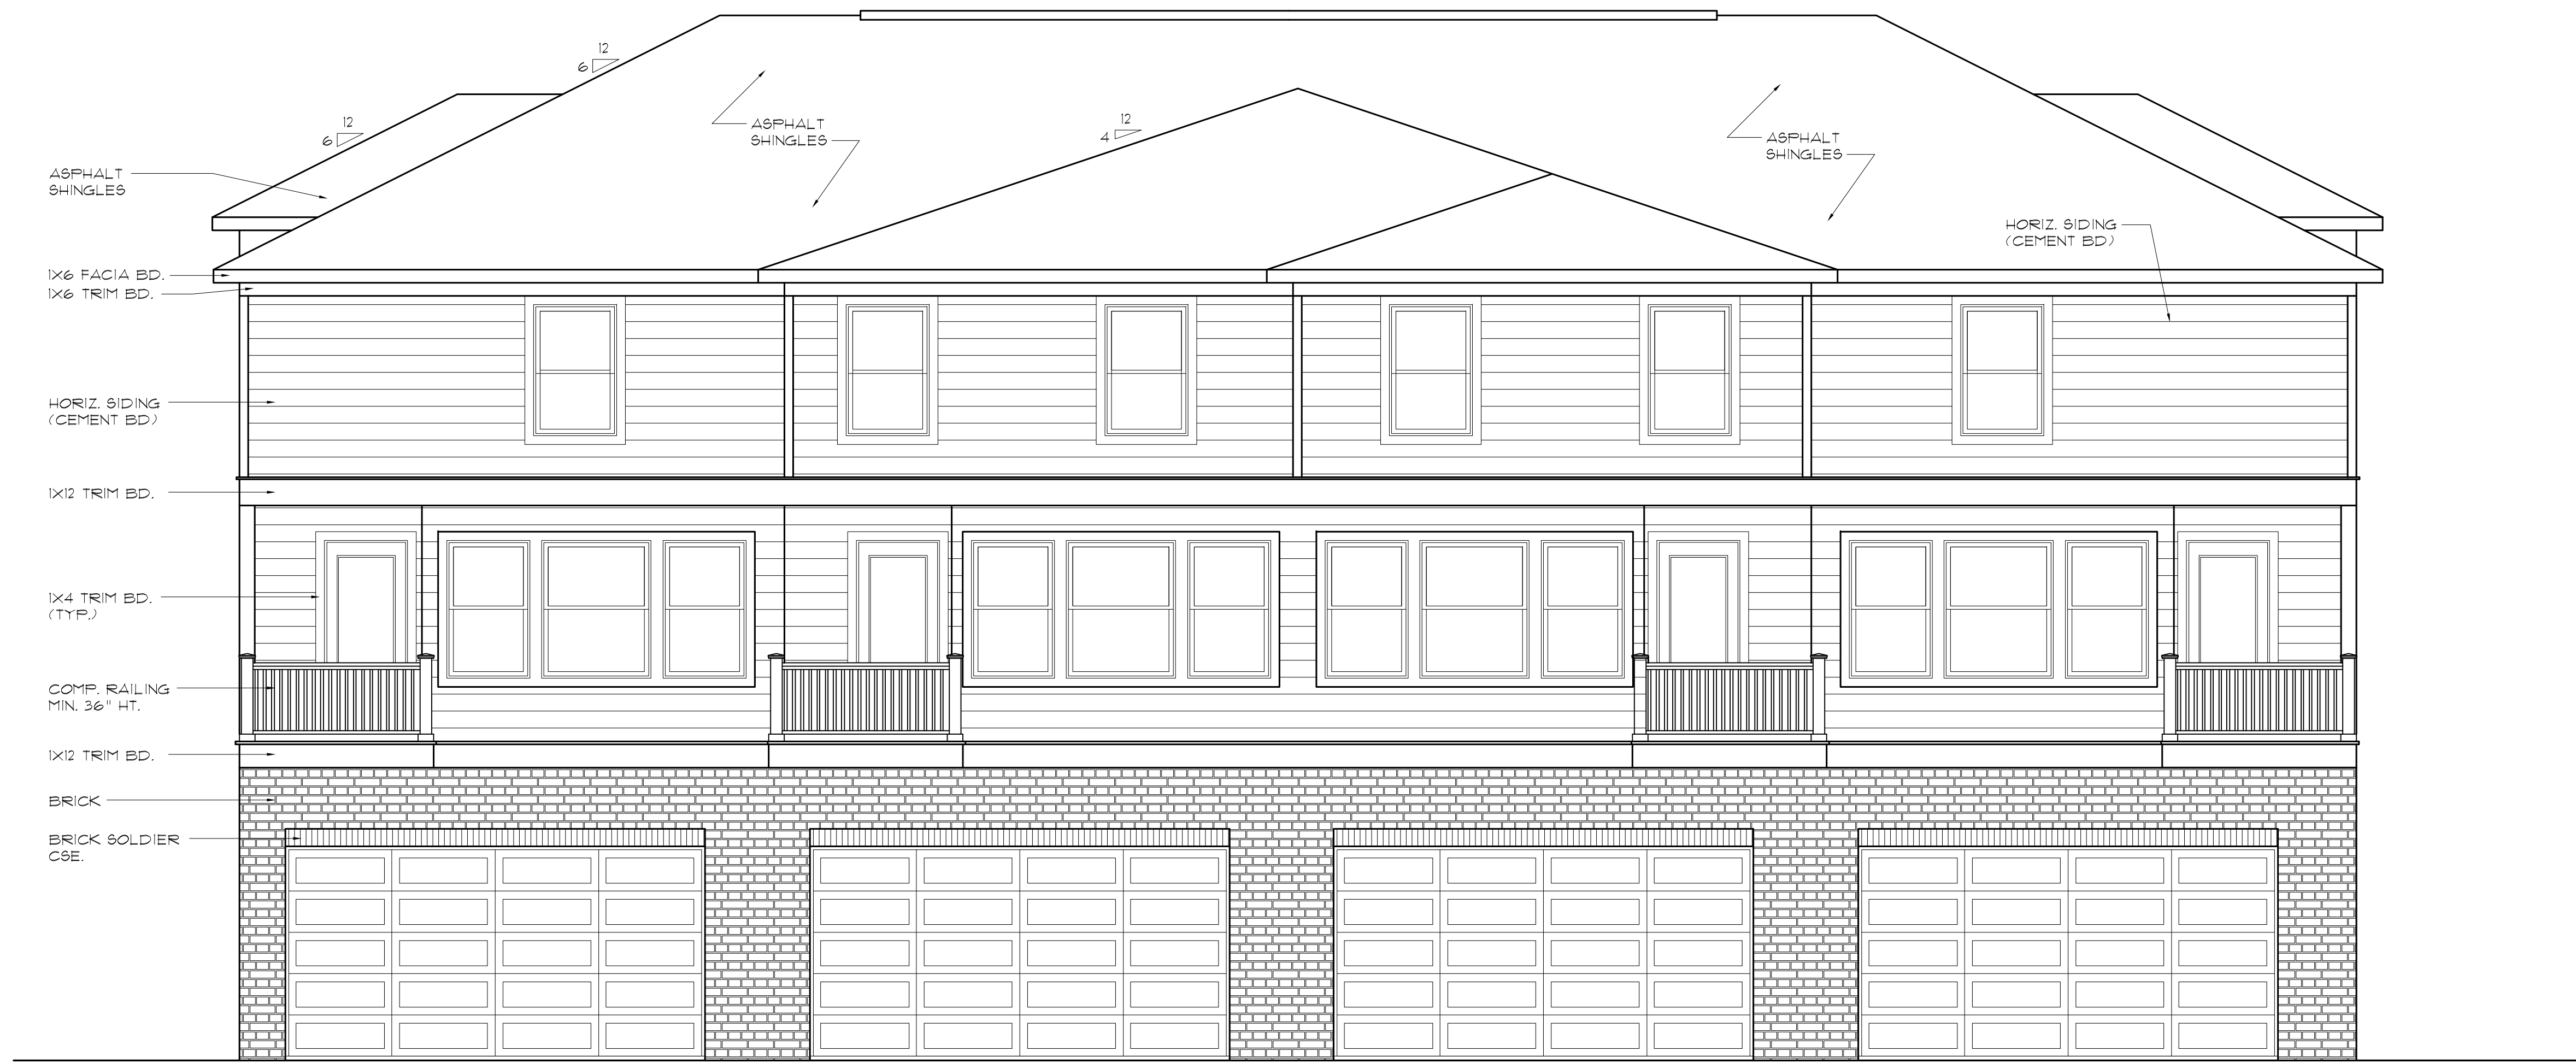 12
6
12
6
12
4
ASPHALT
SHINGLES
ASPHALT
SHINGLES
ASPHALT
SHINGLES
HORIZ. SIDING
(CEMENT BD)
1X6 FACIA BD.
1X6 TRIM BD.
HORIZ. SIDING
(CEMENT BD)
1X12 TRIM BD.
1X4 TRIM BD.
(TYP.)
COMP. RAILING
MIN. 36" HT.
1X12 TRIM BD.
BRICK
BRICK SOLDIER
CSE.